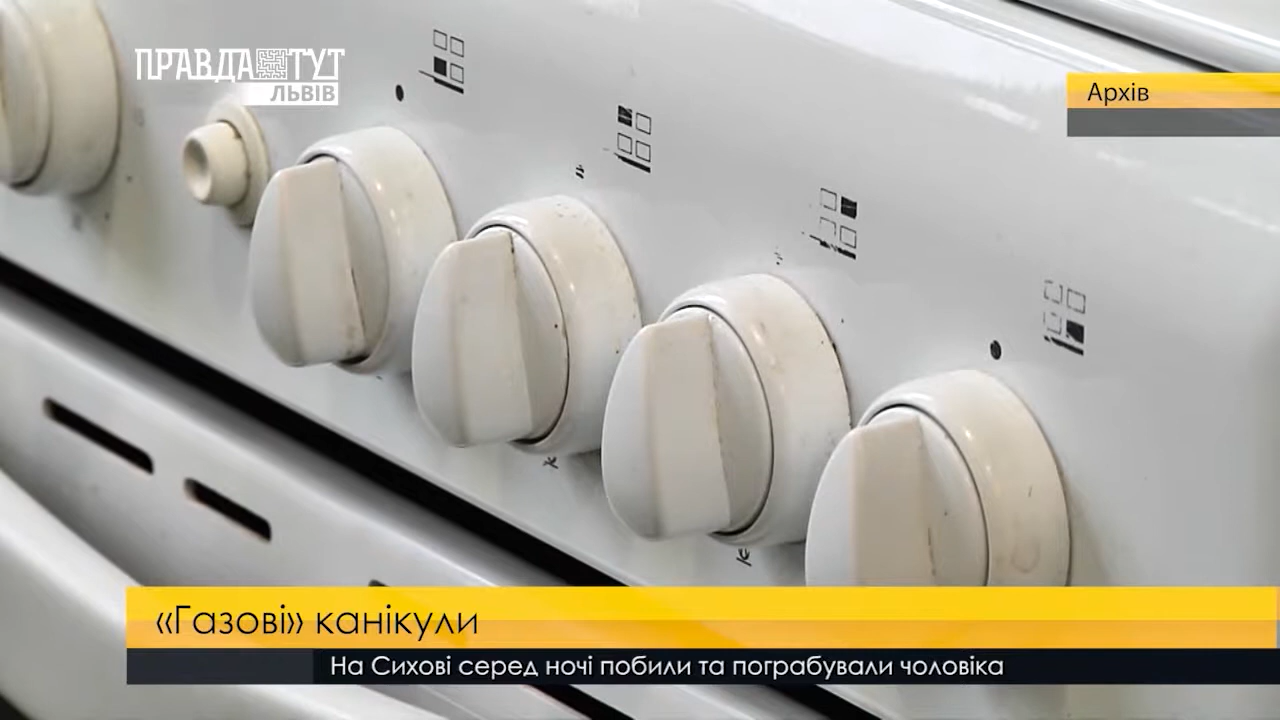 ПРАВДА ТУТ
ЛЬВІВ
Архів
«Газові» канікули
На Сихові серед ночі побили та пограбували чоловіка